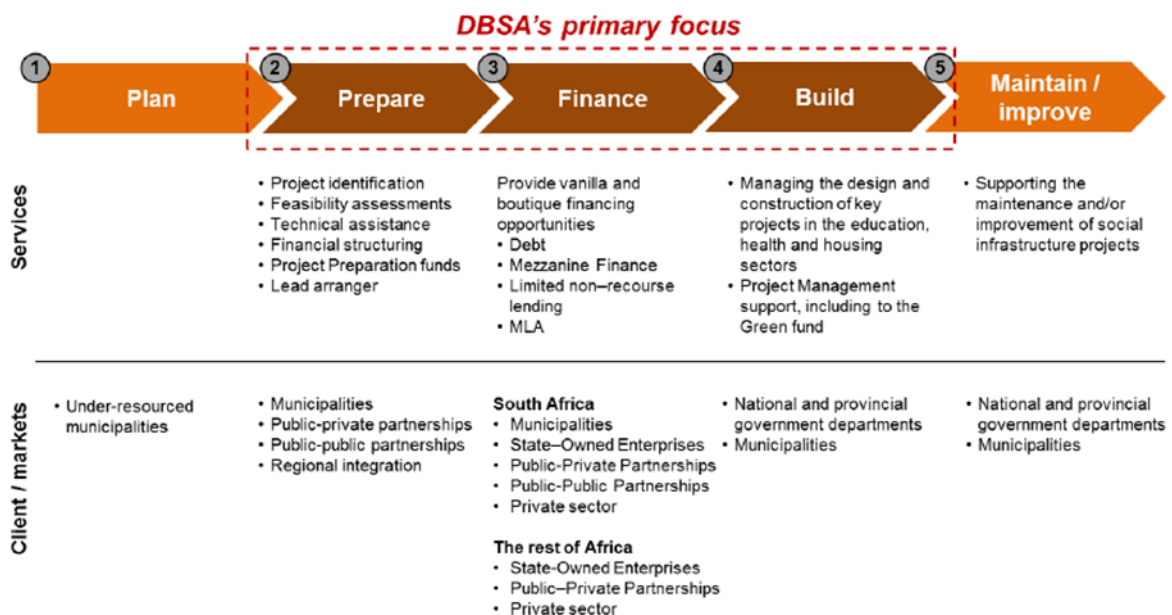 DBSA's primary focus
1
Plan
2
Prepare
3
Finance
4
Build
5
Maintain /
improve
Services
• Project identification
• Feasibility assessments
• Technical assistance
• Financial structuring
• Project Preparation funds
• Lead arranger
Provide vanilla and
boutique financing
opportunities
• Debt
• Mezzanine Finance
• Limited non–recourse
lending
• MLA
• Managing the design and
construction of key
projects in the education,
health and housing
sectors
• Project Management
support, including to the
Green fund
• Supporting the
maintenance and/or
improvement of social
infrastructure projects
Client / markets
• Under-resourced
municipalities
• Municipalities
• Public-private partnerships
• Public-public partnerships
• Regional integration
South Africa
• Municipalities
• State–Owned Enterprises
• Public-Private Partnerships
• Public-Public Partnerships
• Private sector
The rest of Africa
• State-Owned Enterprises
• Public–Private Partnerships
• Private sector
• National and provincial
government departments
• Municipalities
• National and provincial
government departments
• Municipalities